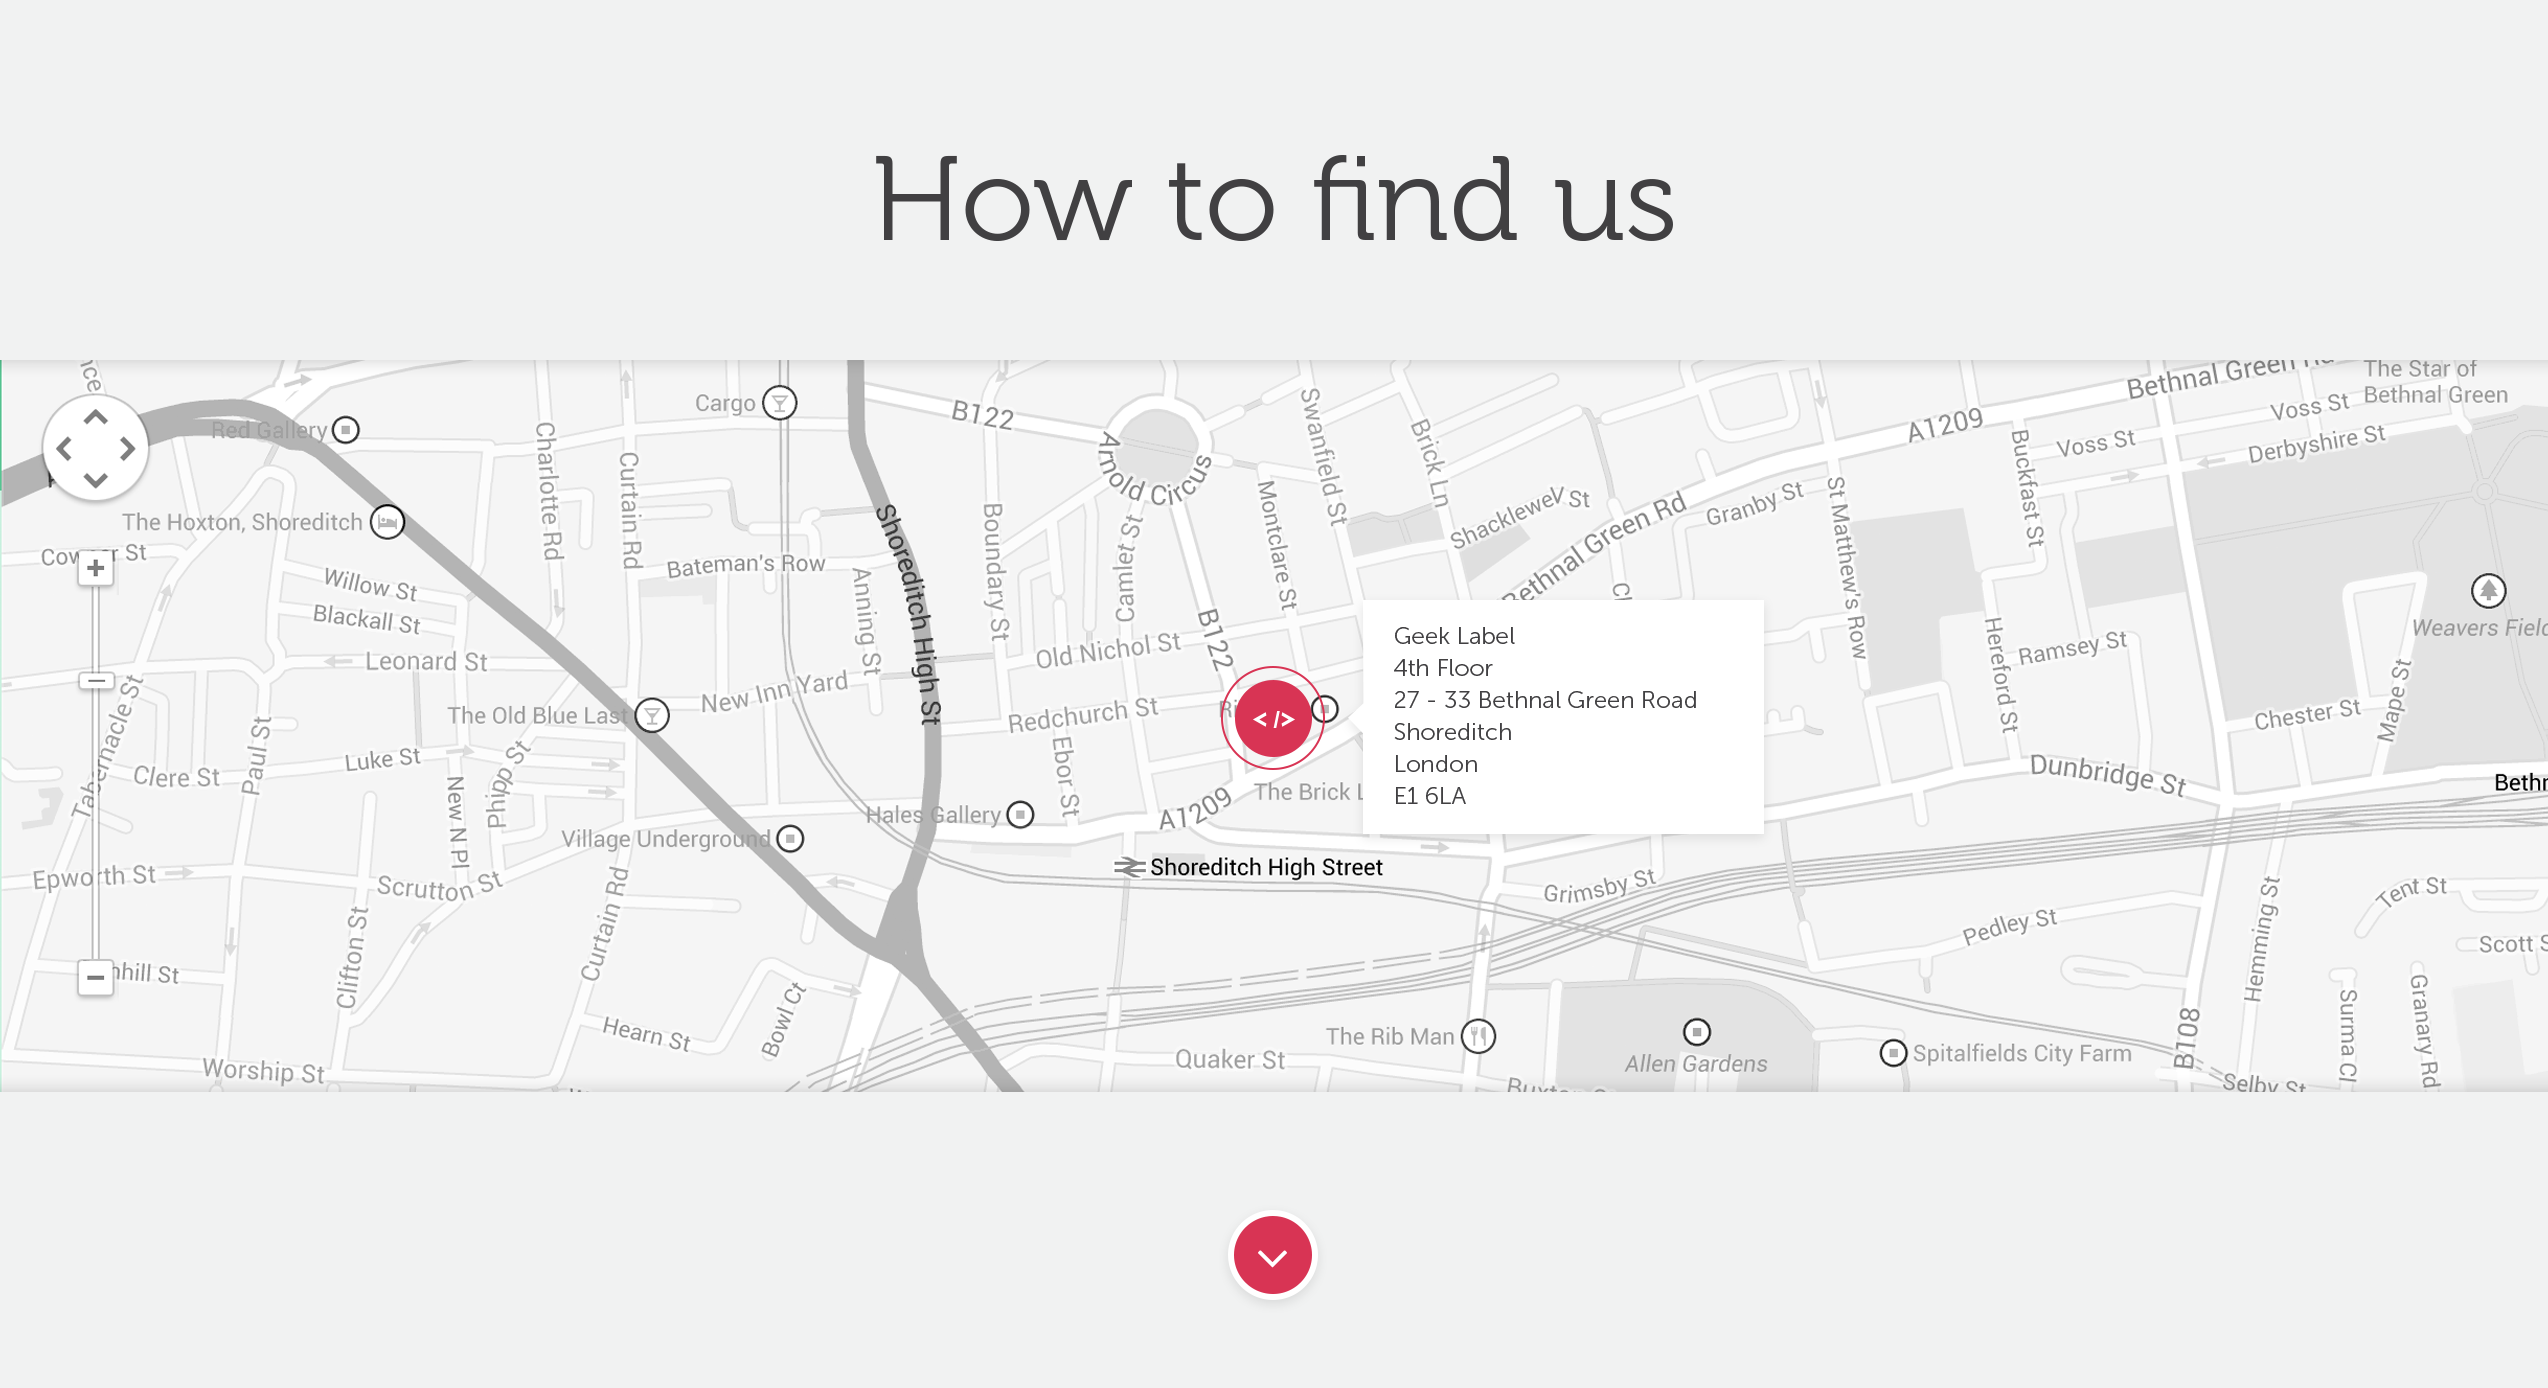 How to find us
The Star of
Bethnal Green
Bethnal Green
Voss St
Voss St
Derbyshire St
A1209
Red Gallery
Cargo
B122
Arnold Circus
Swanfield St
Brick Ln
Charlotte Rd
Curtain Rd
Buckfast St
The Hoxton, Shoreditch
Shoreditch High St
Boundary St
Montclare St
Shacklewell St
Bethnal Green Rd
Granby St
St Matthew's Row
Willow St
Blackall St
Bateman's Row
Anning St
Camlet St
B122
Old Nichol St
Hereford St
Ramsey St
Weavers
Leonard St
New Inn Yard
Redchurch St
The Old Blue Last
</>
Geek Label
4th Floor
27 - 33 Bethnal Green Road
Shoreditch
London
E1 6LA
Chester St
Mape St
Tabernacle St
Paul St
Clere St
Luke St
Phipp St
New N Pl
Ebor St
The Brick
A1209
Dunbridge St
Hales Gallery
Village Underground
Shoreditch High Street
Epworth St
Scrutton St
Clifton St
Curtain Rd
Grimsby St
Pedley St
Tent St
Hemming St
Scott
Hearn St
Bowl Ct
Worship St
Quaker St
The Rib Man
Allen Gardens
Spitalfields City Farm
B108
Selby St
Surma Cl
Granary Rd